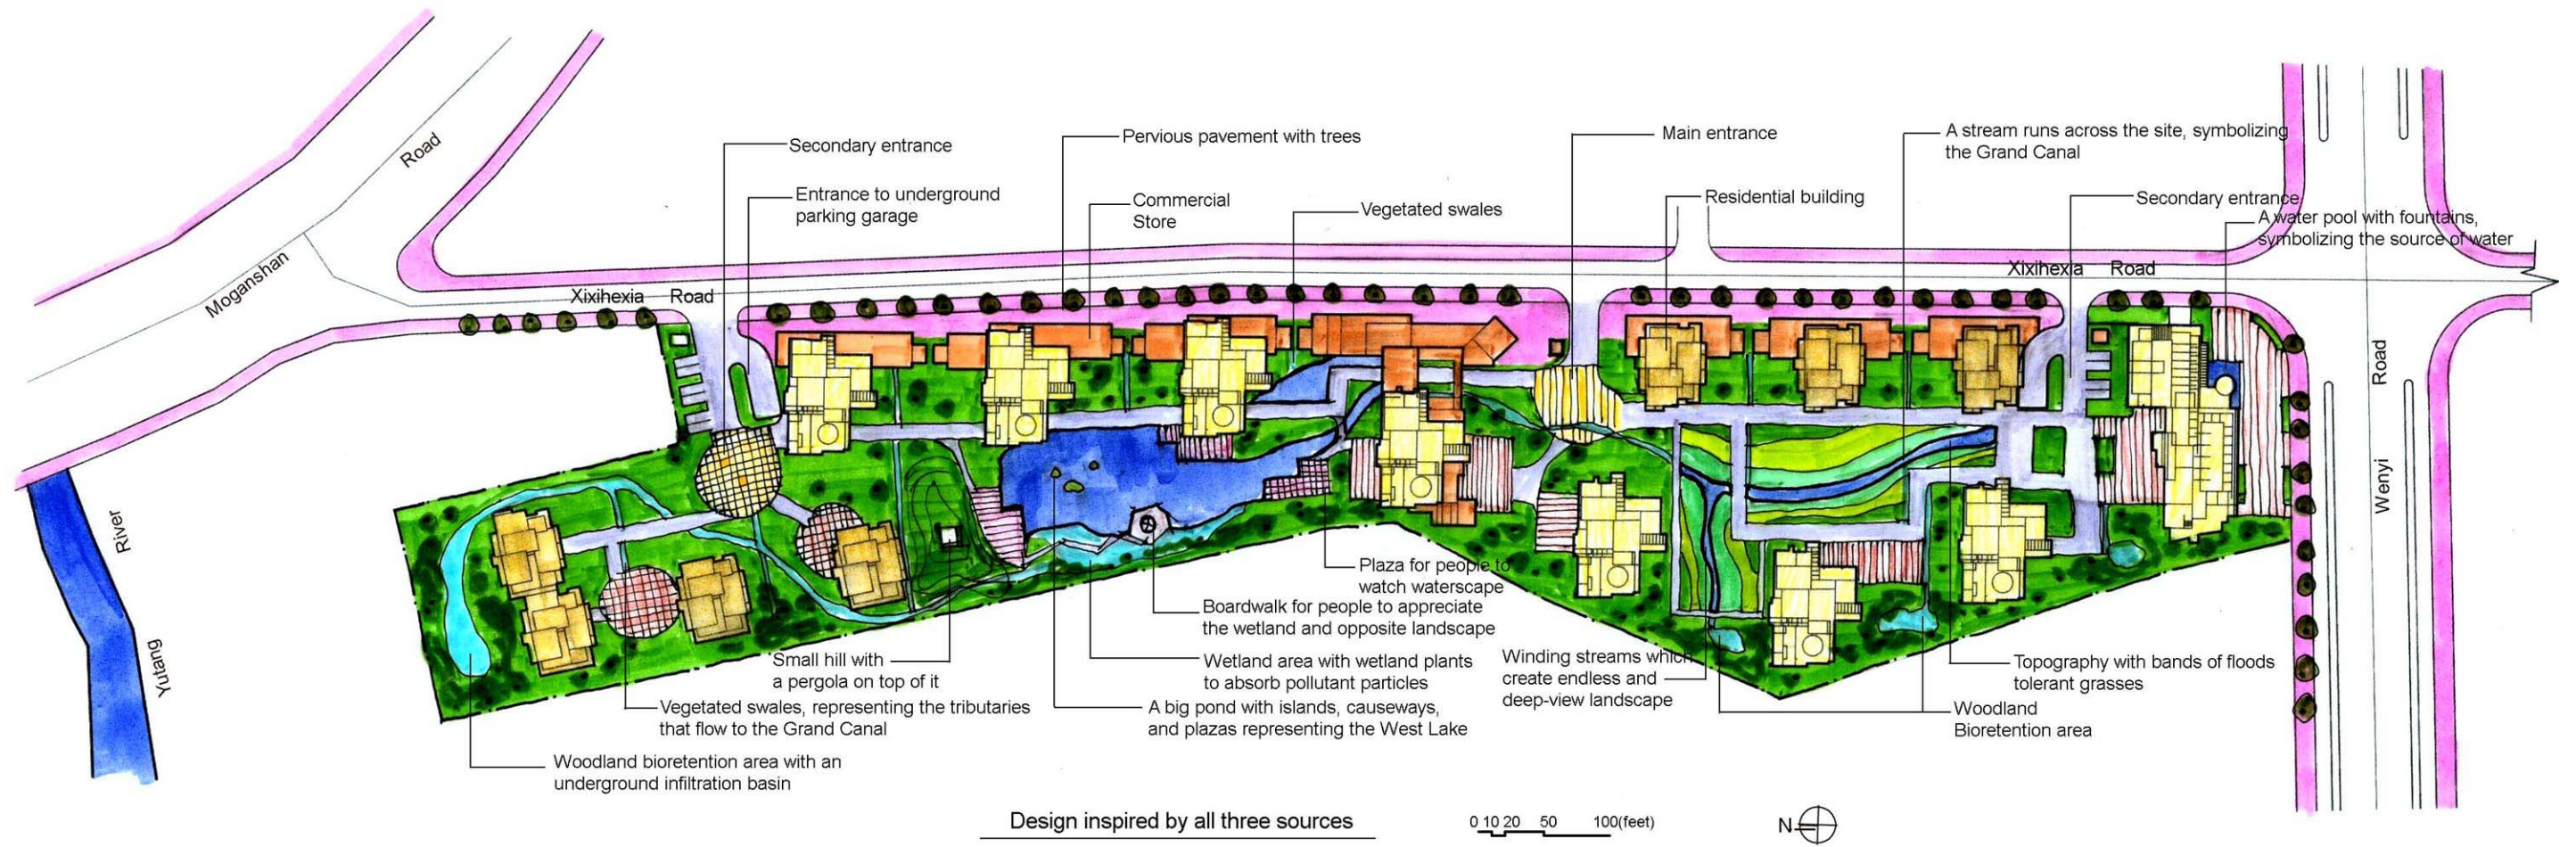 Road
Moganshan
Secondary entrance
Entrance to underground
parking garage
Pervious pavement with trees
Commercial
Store
Vegetated swales
Main entrance
Residential building
A stream runs across the site, symbolizing
the Grand Canal
Secondary entrance
A water pool with fountains,
symbolizing the source of water
Xixihexia Road
Xixihexia Road
Road
Wenyi
River
Yutang
Plaza for people to
watch waterscape
Boardwalk for people to appreciate
the wetland and opposite landscape
Small hill with
a pergola on top of it
Wetland area with wetland plants
to absorb pollutant particles
Winding streams which
create endless and
deep-view landscape
Topography with bands of floods
tolerant grasses
Vegetated swales, representing the tributaries
that flow to the Grand Canal
A big pond with islands, causeways,
and plazas representing the West Lake
Woodland
Bioretention area
Woodland bioretention area with an
underground infiltration basin
Design inspired by all three sources
0 10 20 50 100(feet)
N